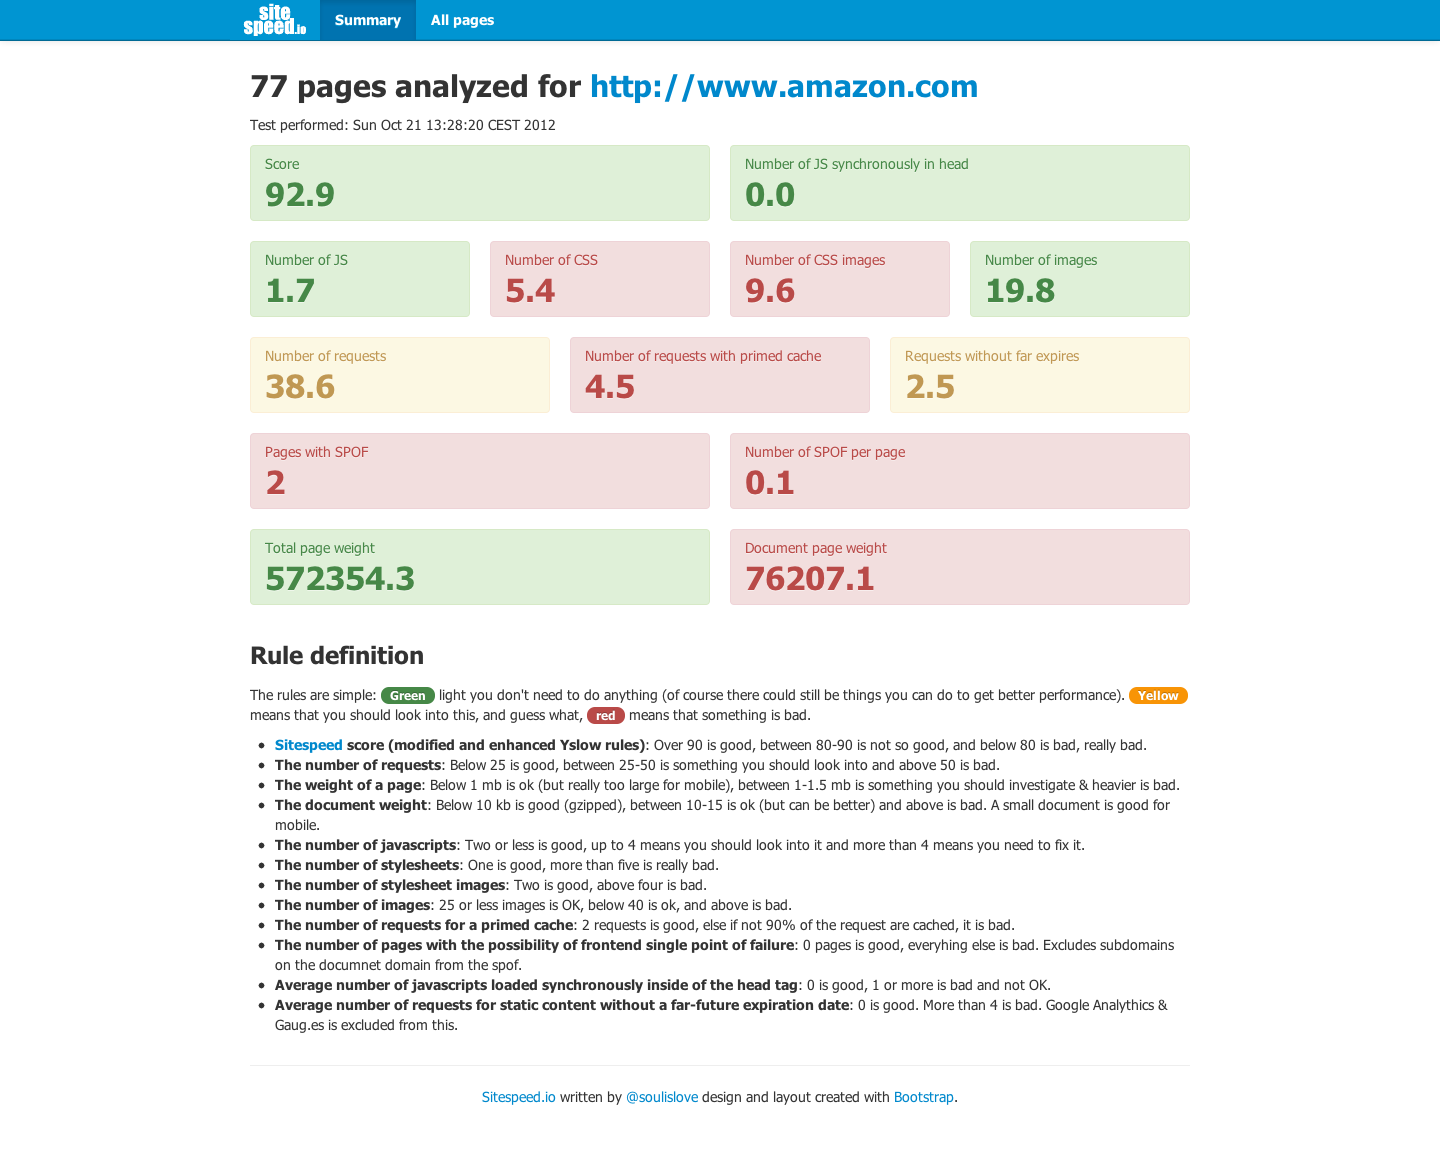 site
speed.io
Summary
All pages
77 pages analyzed for http://www.amazon.com
Test performed: Sun Oct 21 13:28:20 CEST 2012
Score
92.9
Number of JS synchronously in head
0.0
Number of JS
1.7
Number of CSS
5.4
Number of CSS images
9.6
Number of images
19.8
Number of requests
38.6
Number of requests with primed cache
4.5
Requests without far expires
2.5
Pages with SPOF
2
Number of SPOF per page
0.1
Total page weight
572354.3
Document page weight
76207.1
Rule definition
The rules are simple: Green light you don't need to do anything (of course there could still be things you can do to get better performance). Yellow
means that you should look into this, and guess what, red means that something is bad.
• Sitespeed score (modified and enhanced Yslow rules): Over 90 is good, between 80-90 is not so good, and below 80 is bad, really bad.
• The number of requests: Below 25 is good, between 25-50 is something you should look into and above 50 is bad.
• The weight of a page: Below 1 mb is ok (but really too large for mobile), between 1-1.5 mb is something you should investigate & heavier is bad.
• The document weight: Below 10 kb is good (gzipped), between 10-15 is ok (but can be better) and above is bad. A small document is good for
mobile.
• The number of javascripts: Two or less is good, up to 4 means you should look into it and more than 4 means you need to fix it.
• The number of stylesheets: One is good, more than five is really bad.
• The number of stylesheet images: Two is good, above four is bad.
• The number of images: 25 or less images is OK, below 40 is ok, and above is bad.
• The number of requests for a primed cache: 2 requests is good, else if not 90% of the request are cached, it is bad.
• The number of pages with the possibility of frontend single point of failure: 0 pages is good, everyhing else is bad. Excludes subdomains
on the documnet domain from the spof.
• Average number of javascripts loaded synchronously inside of the head tag: 0 is good, 1 or more is bad and not OK.
• Average number of requests for static content without a far-future expiration date: 0 is good. More than 4 is bad. Google Analythics &
Gaug.es is excluded from this.
Sitespeed.io written by @soulislove design and layout created with Bootstrap.